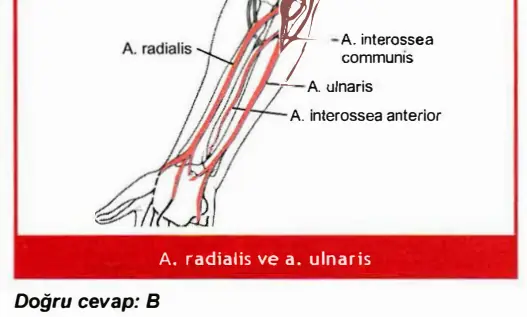 A. radialis
A. interossea
communis
A. ulnaris
A. interossea anterior
A. radialis ve a. ulnaris
Doğru cevap: B